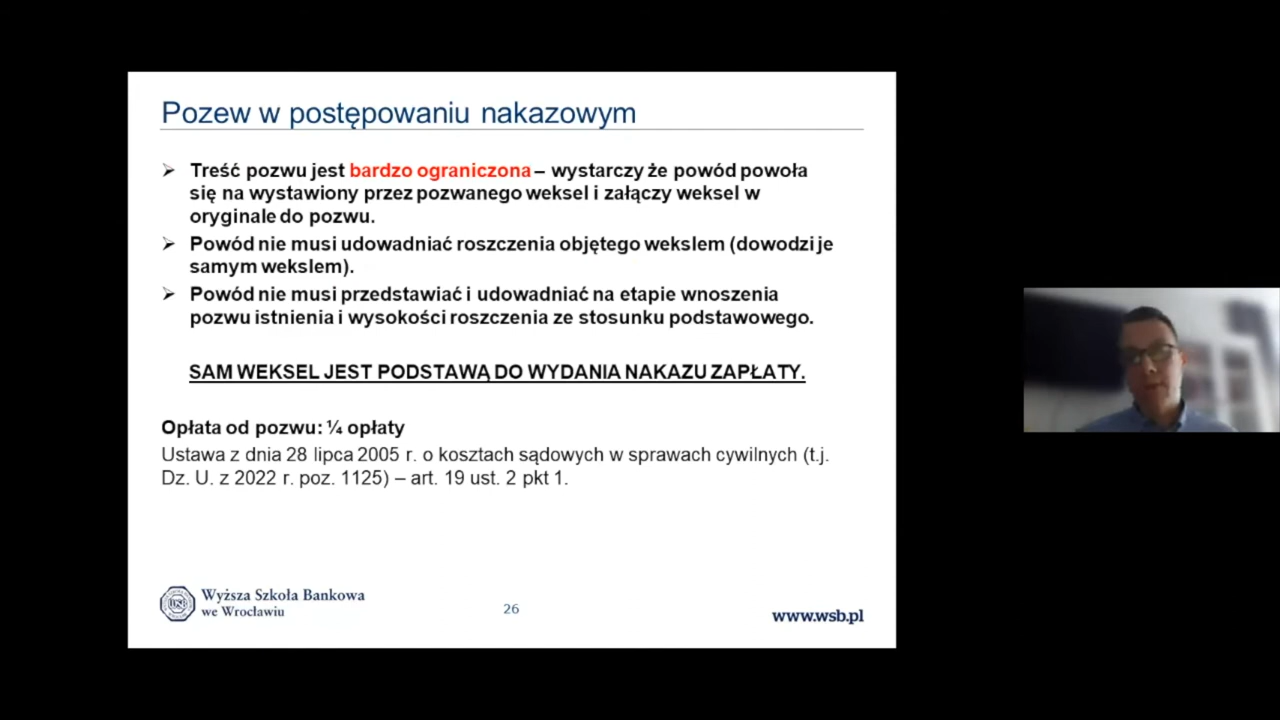 Pozew w postępowaniu nakazowym
➢ Treść pozwu jest bardzo ograniczona – wystarczy że powód powoła
się na wystawiony przez pozwanego weksel i załączy weksel w
oryginale do pozwu.
➢ Powód nie musi udowadniać roszczenia objętego wekslem (dowodzi je
samym wekslem).
➢ Powód nie musi przedstawiać i udowadniać na etapie wnoszenia
pozwu istnienia i wysokości roszczenia ze stosunku podstawowego.
SAM WEKSEL JEST PODSTAWĄ DO WYDANIA NAKAZU ZAPŁATY.
Opłata od pozwu: ¼ opłaty
Ustawa z dnia 28 lipca 2005 r. o kosztach sądowych w sprawach cywilnych (t.j.
Dz. U. z 2022 r. poz. 1125) – art. 19 ust. 2 pkt 1.
Wyższa Szkoła Bankowa
we Wrocławiu
26
www.wsb.pl